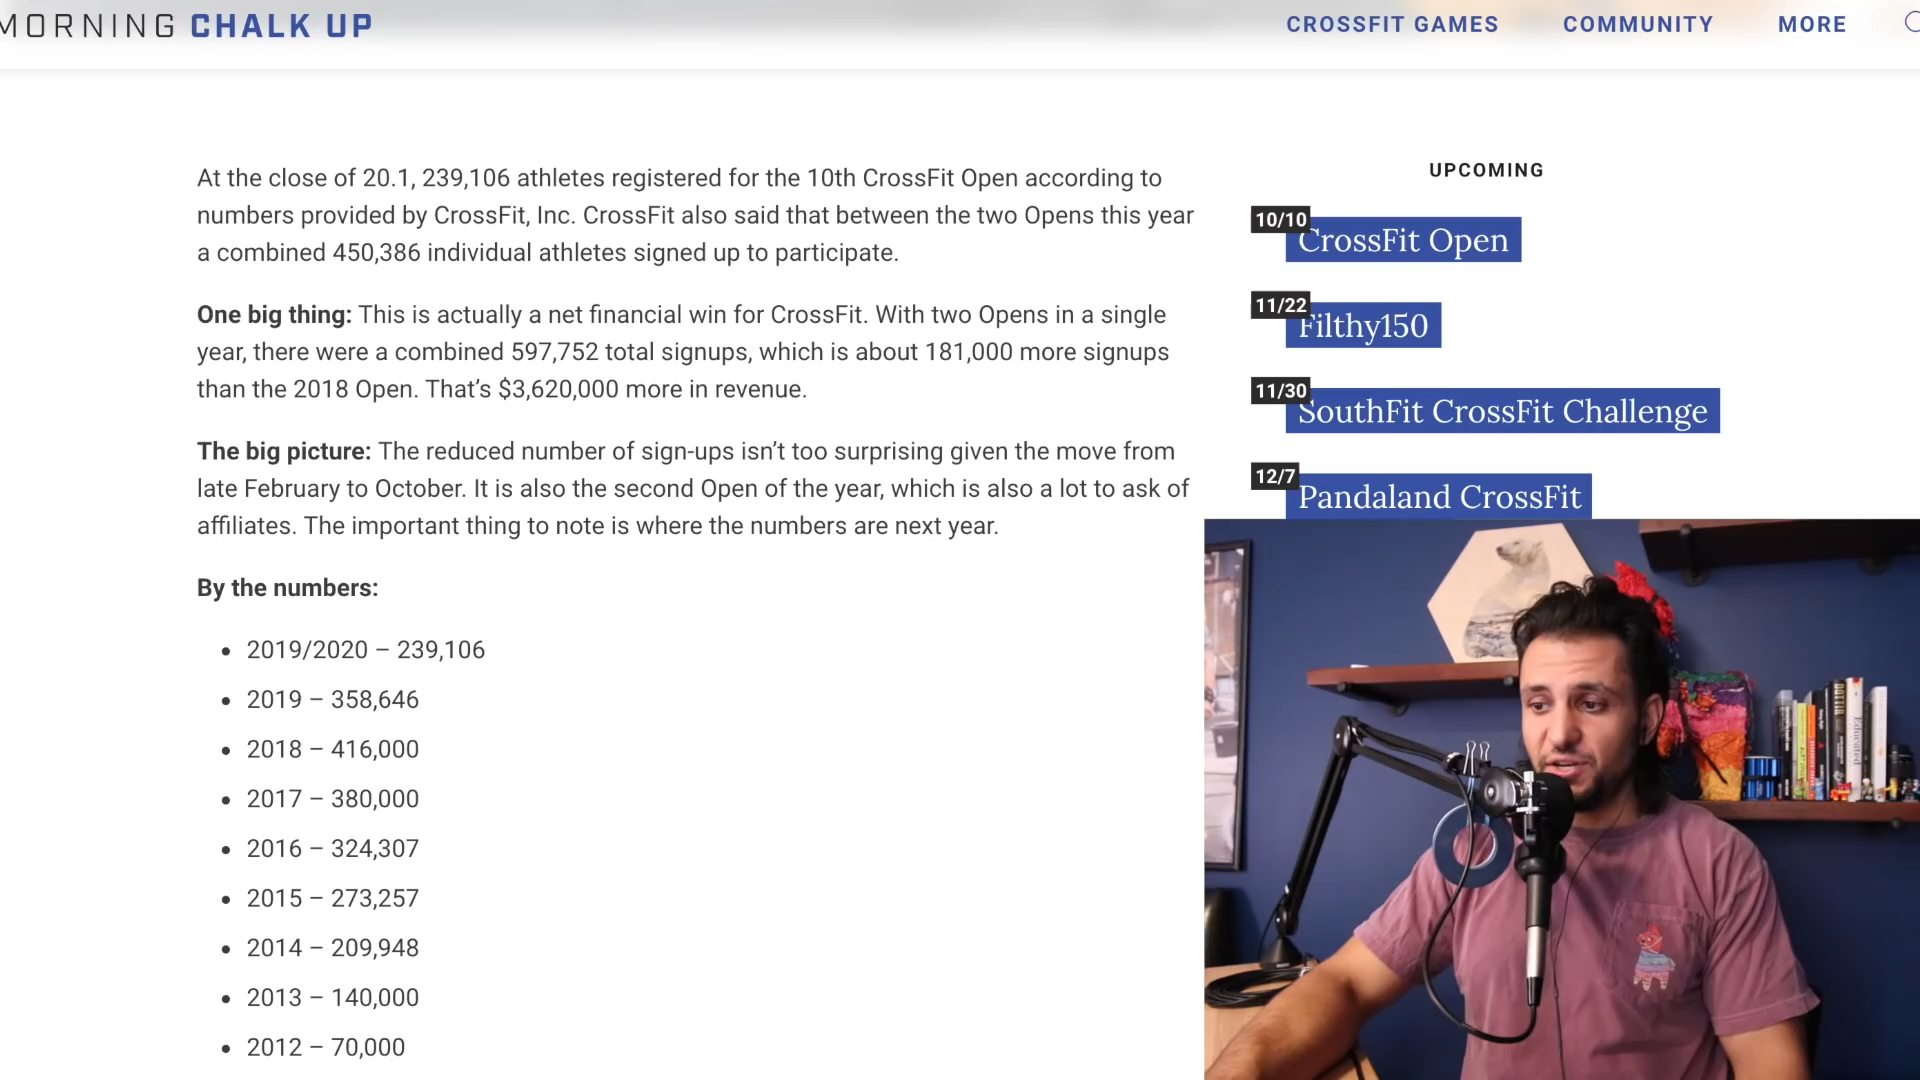 MORNING CHALK UP
CROSSFIT GAMES
COMMUNITY
MORE
At the close of 20.1, 239,106 athletes registered for the 10th CrossFit Open according to
numbers provided by CrossFit, Inc. CrossFit also said that between the two Opens this year
a combined 450,386 individual athletes signed up to participate.
One big thing: This is actually a net financial win for CrossFit. With two Opens in a single
year, there were a combined 597,752 total signups, which is about 181,000 more signups
than the 2018 Open. That’s $3,620,000 more in revenue.
The big picture: The reduced number of sign-ups isn’t too surprising given the move from
late February to October. It is also the second Open of the year, which is also a lot to ask of
affiliates. The important thing to note is where the numbers are next year.
By the numbers:
• 2019/2020 – 239,106
• 2019 – 358,646
• 2018 – 416,000
• 2017 – 380,000
• 2016 – 324,307
• 2015 – 273,257
• 2014 – 209,948
• 2013 – 140,000
• 2012 – 70,000
UPCOMING
10/10
CrossFit Open
11/22
Filthy150
11/30
SouthFit CrossFit Challenge
12/7
Pandaland CrossFit
Educated